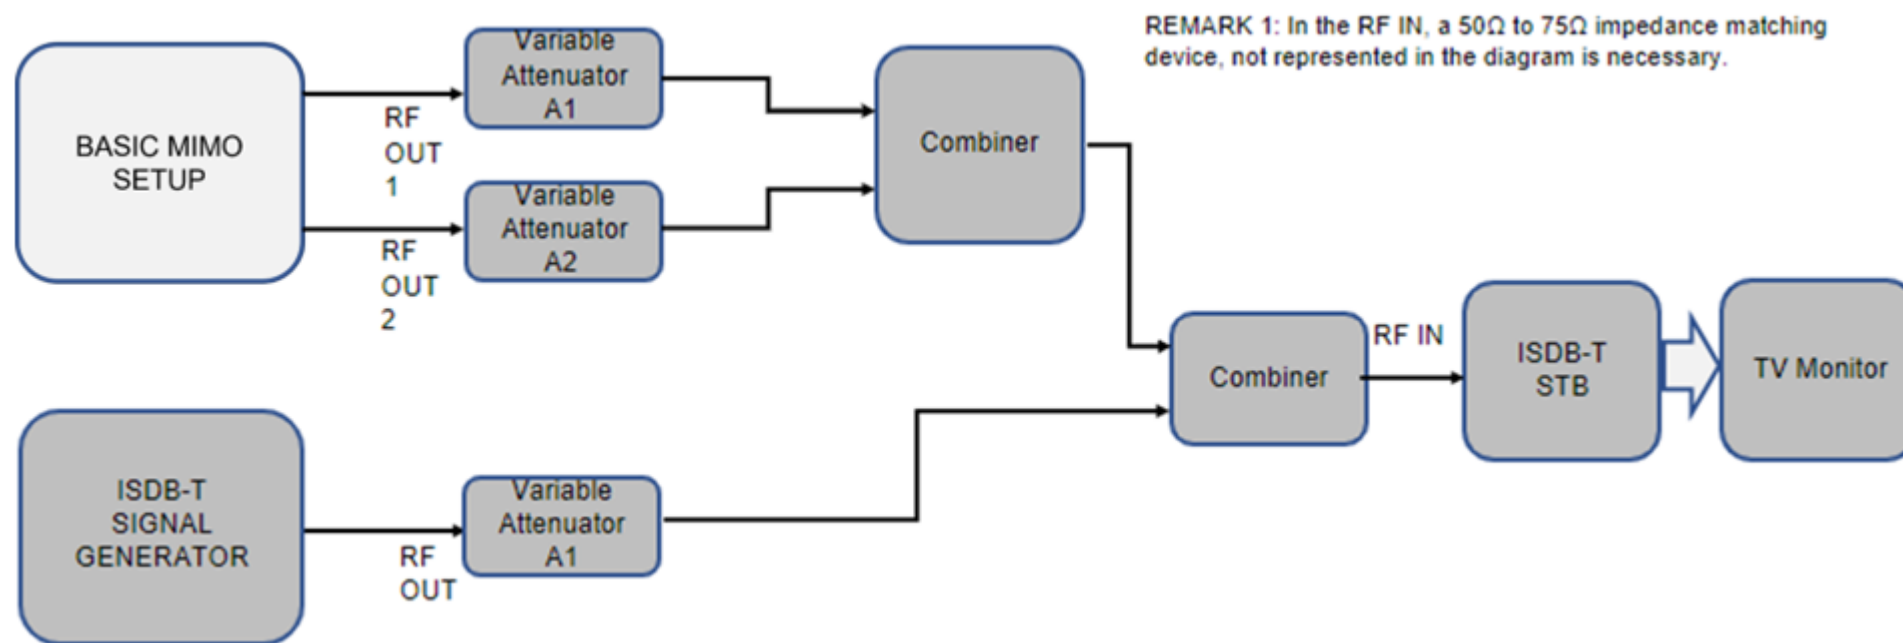 REMARK 1: In the RF IN, a 50Ω to 75Ω impedance matching
device, not represented in the diagram is necessary.
BASIC MIMO
SETUP
RF
OUT
1
RF
OUT
2
Variable
Attenuator
A1
Variable
Attenuator
A2
Combiner
ISDB-T
SIGNAL
GENERATOR
RF
OUT
Variable
Attenuator
A1
Combiner
RF IN
ISDB-T
STB
TV Monitor